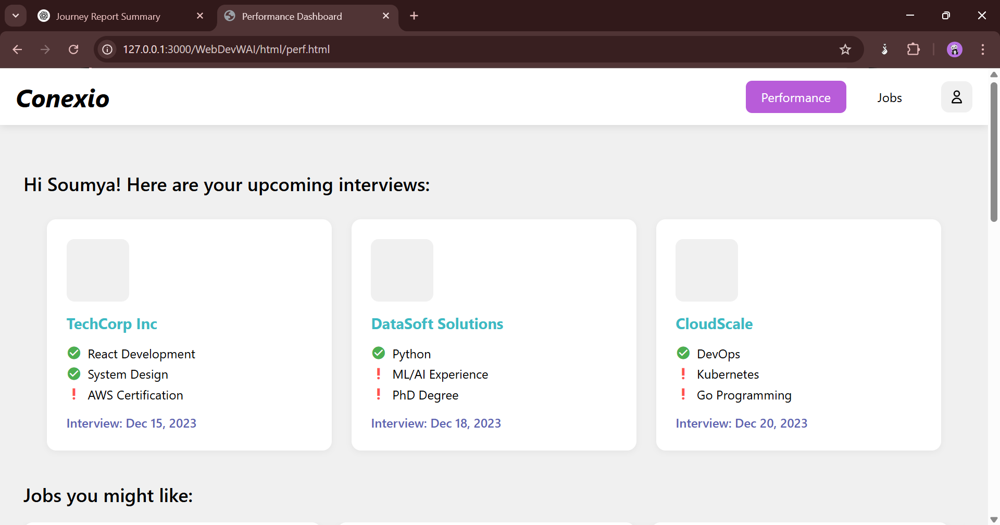 Journey Report Summary
Performance Dashboard
127.0.0.1:3000/WebDevWAI/html/perf.html
Conexio
Performance
Jobs
Hi Soumya! Here are your upcoming interviews:
TechCorp Inc
React Development
System Design
AWS Certification
Interview: Dec 15, 2023
DataSoft Solutions
Python
ML/AI Experience
PhD Degree
Interview: Dec 18, 2023
CloudScale
DevOps
Kubernetes
Go Programming
Interview: Dec 20, 2023
Jobs you might like: